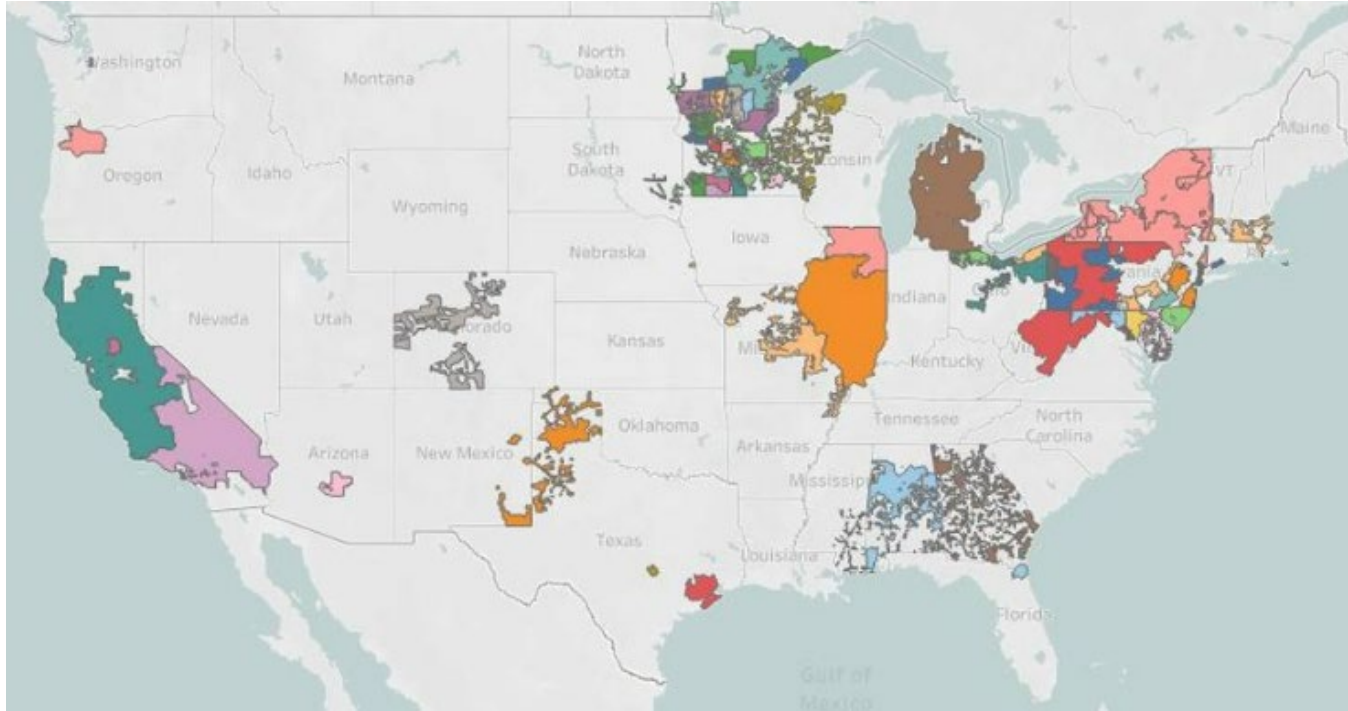 Washington
Montana
North
Dakota
Maine
Oregon
Idaho
South
Dakota
VT
Wyoming
Iowa
Nebraska
Nevada
Utah
Indiana
Kansas
Kentucky
Arizona
New Mexico
Oklahoma
Tennessee
North
Carolina
Arkansas
Mississippi
Texas
Louisiana
Florida
Gulf of
Mexico